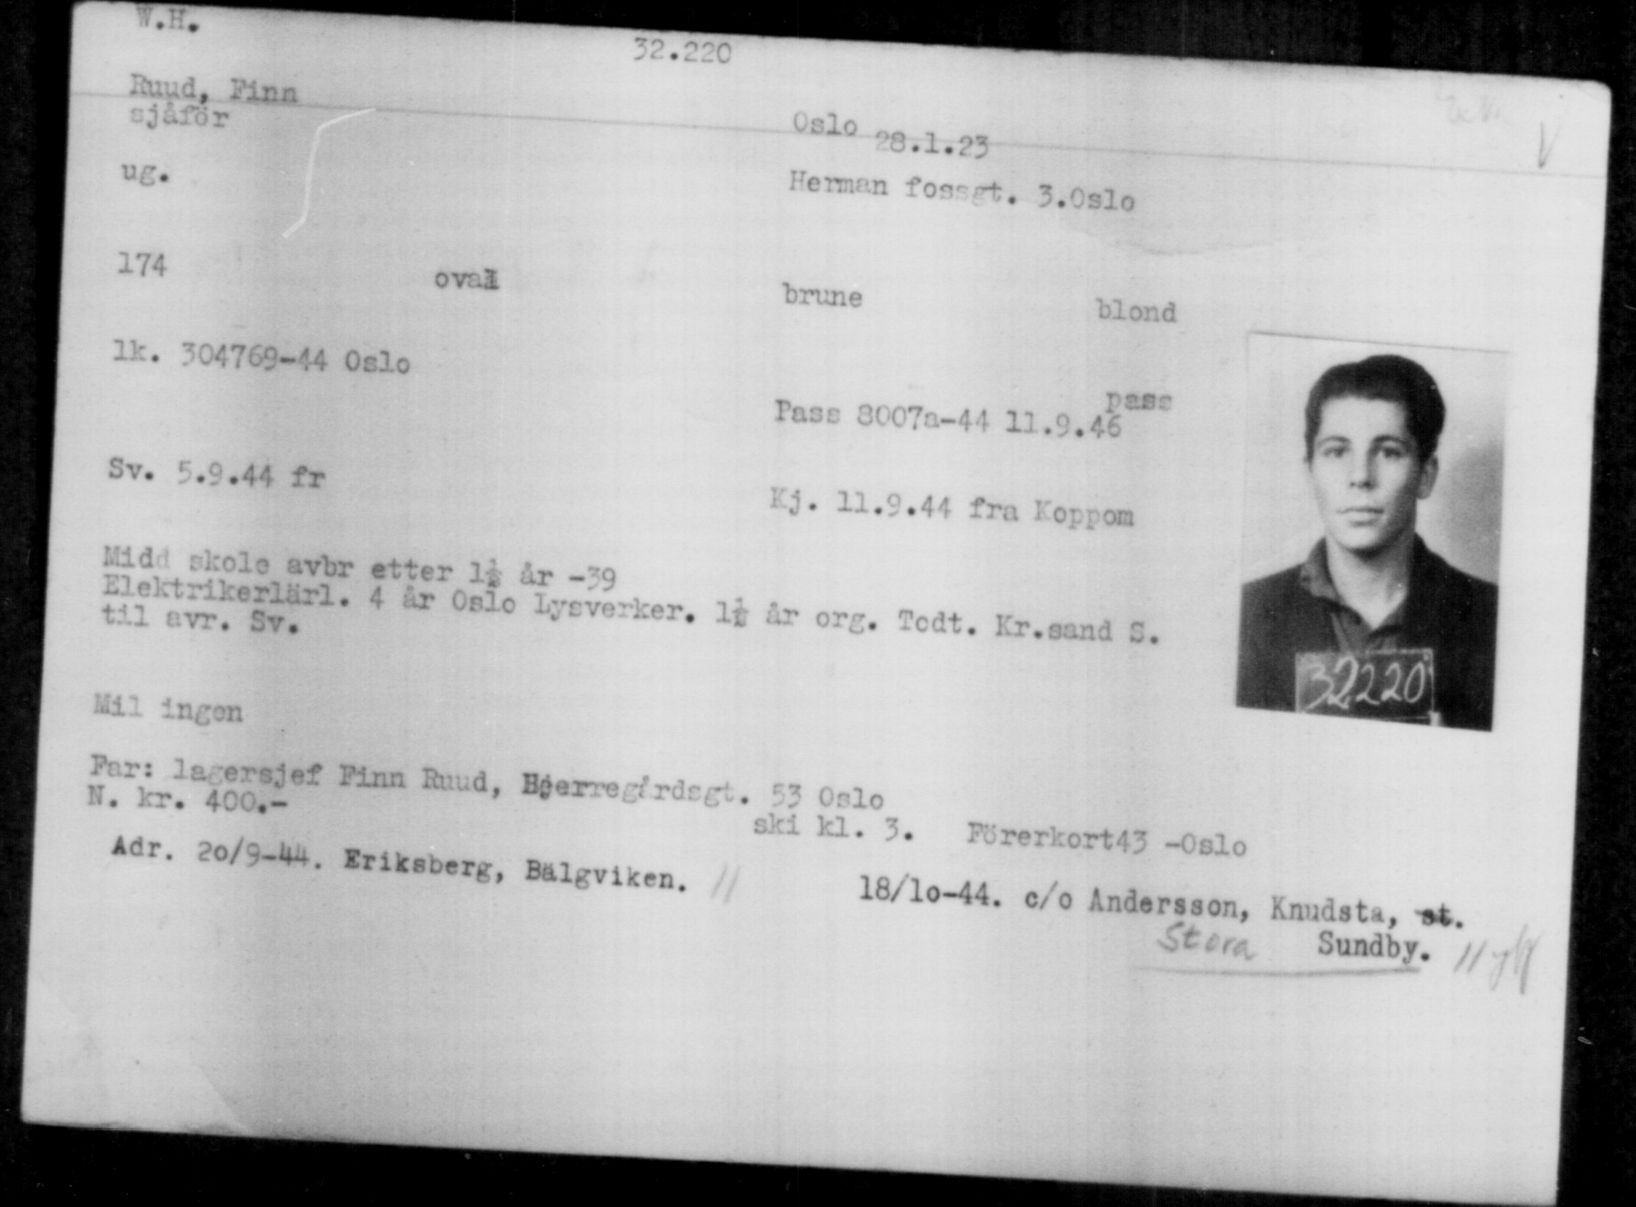 W.H.
32.220
Ruud, Finn
sjåför
Oslo 28.1.23
ug.
Herman fossgt. 3.Oslo
174 oval brune blond
lk. 304769-44 Oslo
pass
Pass 8007a-44 11.9.46
Sv. 5.9.44 fr
Kj. 11.9.44 fra Koppom
Midd skole avbr etter 1½ år -39
Elektrikerlärl. 4 år Oslo Lysverker. 1½ år org. Todt. Kr.sand S.
til avr. Sv.
Mil ingen
Far: lagersjef Finn Ruud, Bjerregårdsgt. 53 Oslo
N. kr. 400.-
ski kl. 3. Förerkort43 -Oslo
Adr. 2o/9-44. Eriksberg, Bälgviken. //
18/1o-44. c/o Andersson, Knudsta, st.
Stora Sundby. //
32220